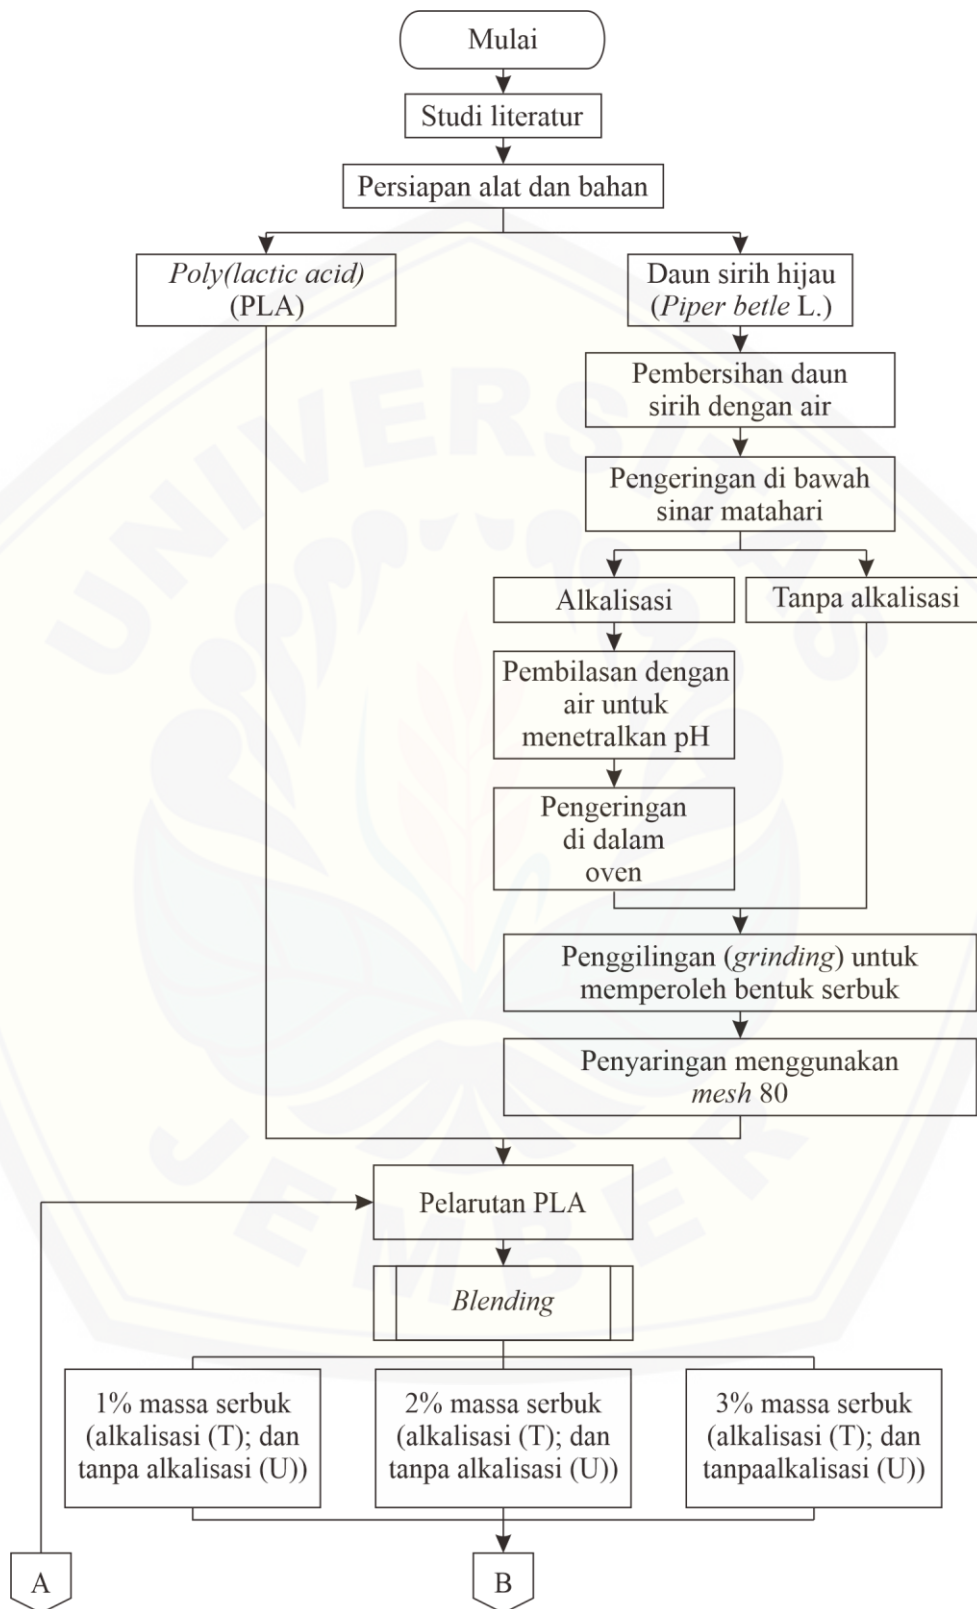 Mulai
Studi literatur
Persiapan alat dan bahan
Poly(lactic acid)
(PLA)
Daun sirih hijau
(Piper betle L.)
Pembersihan daun
sirih dengan air
Pengeringan di bawah
sinar matahari
Alkalisasi
Tanpa alkalisasi
Pembilasan dengan
air untuk
menetralkan pH
Pengeringan
di dalam
oven
Penggilingan (grinding) untuk
memperoleh bentuk serbuk
Penyaringan menggunakan
mesh 80
Pelarutan PLA
Blending
1% massa serbuk
(alkalisasi (T); dan
tanpa alkalisasi (U))
2% massa serbuk
(alkalisasi (T); dan
tanpa alkalisasi (U))
3% massa serbuk
(alkalisasi (T); dan
tanpaalkalisasi (U))
A
B
UNIVERSITAS
JEMBER